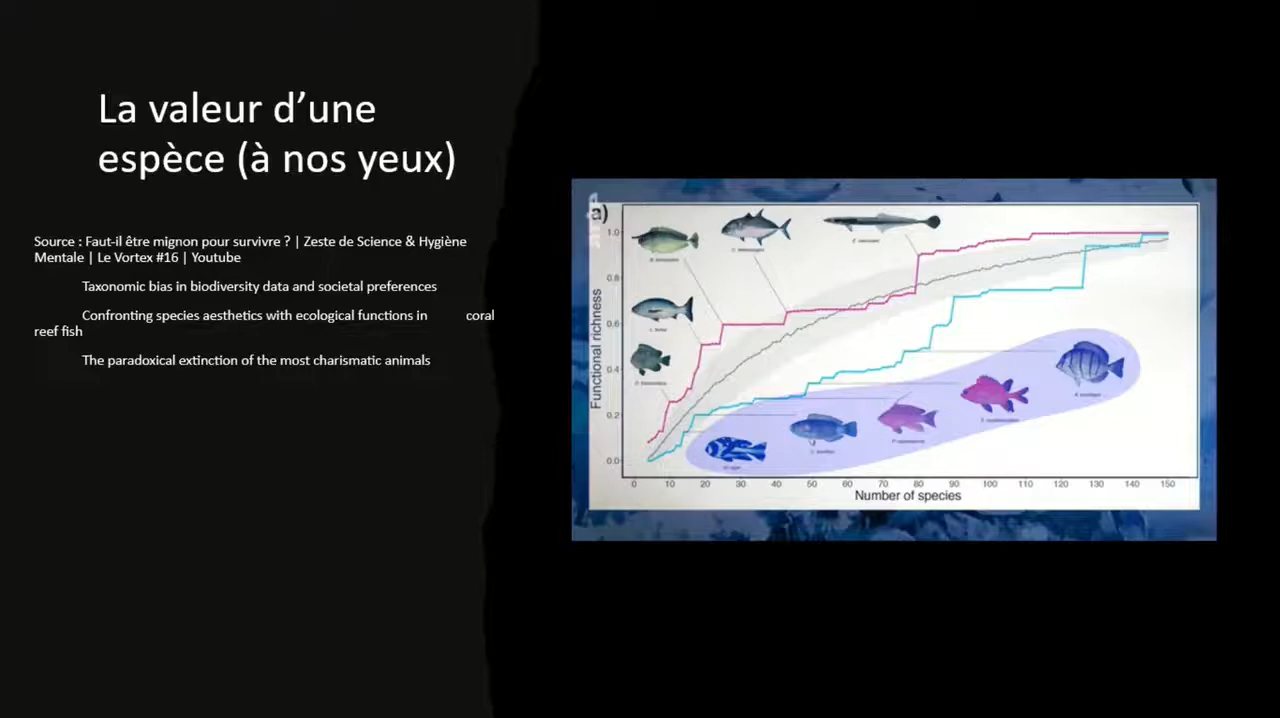 La valeur d’une
espèce (à nos yeux)
Source : Faut-il être mignon pour survivre ? | Zeste de Science & Hygiène
Mentale | Le Vortex #16 | Youtube
Taxonomic bias in biodiversity data and societal preferences
Confronting species aesthetics with ecological functions in coral
reef fish
The paradoxical extinction of the most charismatic animals
a)
Functional richness
1.0
0.8
0.6
0.4
0.2
0.0
0 10 20 30 40 50 60 70 80 90 100 110 120 130 140 150
Number of species